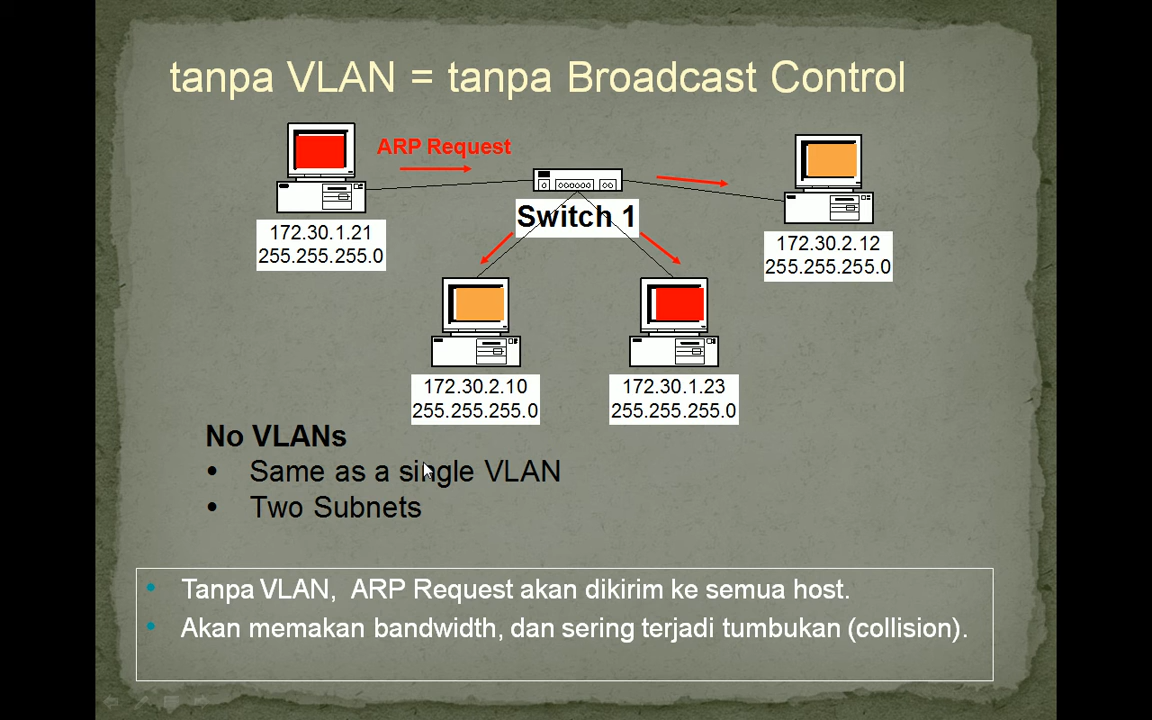 tanpa VLAN = tanpa Broadcast Control
ARP Request
Switch 1
172.30.1.21
255.255.255.0
172.30.2.12
255.255.255.0
172.30.2.10
255.255.255.0
172.30.1.23
255.255.255.0
No VLANs
• Same as a single VLAN
• Two Subnets
• Tanpa VLAN, ARP Request akan dikirim ke semua host.
• Akan memakan bandwidth, dan sering terjadi tumbukan (collision).